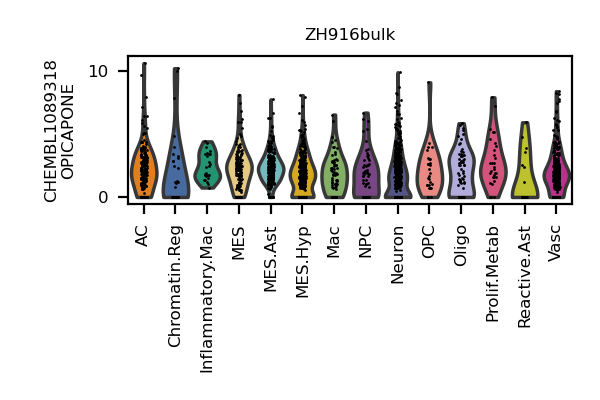 ZH916bulk
CHEMBL1089318
OPICAPONE
10
0
AC
Chromatin.Reg
Inflammatory.Mac
MES
MES.Ast
MES.Hyp
Mac
NPC
Neuron
OPC
Oligo
Prolif.Metab
Reactive.Ast
Vasc